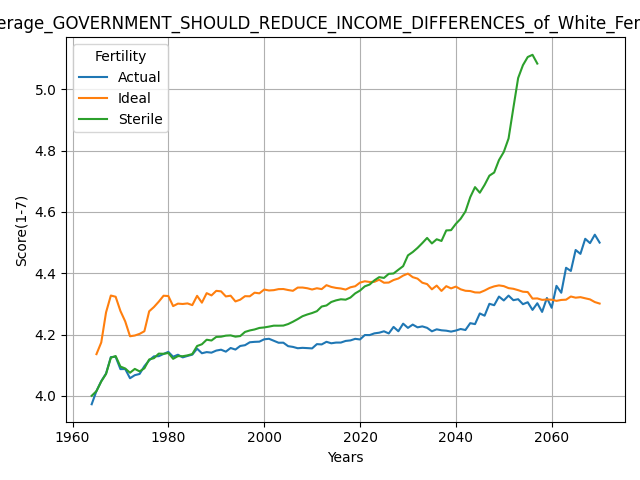 erage_GOVERNMENT_SHOULD_REDUCE_INCOME_DIFFERENCES_of_White_Fer
Fertility
Actual
Ideal
Sterile
Score(1-7)
5.0
4.8
4.6
4.4
4.2
4.0
1960 1980 2000 2020 2040 2060
Years